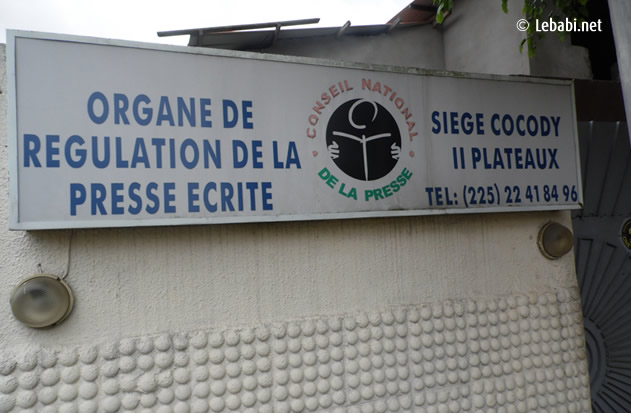 © Lebabi.net
ORGANE DE
REGULATION DE LA
PRESSE ECRITE
CONSEIL NATIONAL
DE LA PRESSE
SIEGE COCODY
II PLATEAUX
TEL: (225) 22 41 84 96